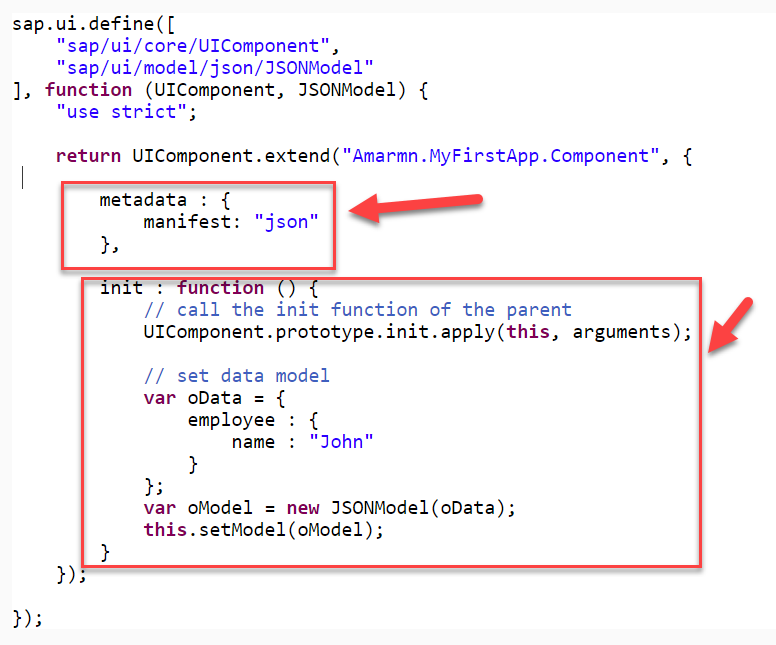 sap.ui.define([
    "sap/ui/core/UIComponent",
    "sap/ui/model/json/JSONModel"
], function (UIComponent, JSONModel) {
    "use strict";
    return UIComponent.extend("Amarmn.MyFirstApp.Component", {
        metadata : {
            manifest: "json"
        },
        init : function () {
            // call the init function of the parent
            UIComponent.prototype.init.apply(this, arguments);
            // set data model
            var oData = {
                employee : {
                    name : "John"
                }
            };
            var oModel = new JSONModel(oData);
            this.setModel(oModel);
        }
    });
});